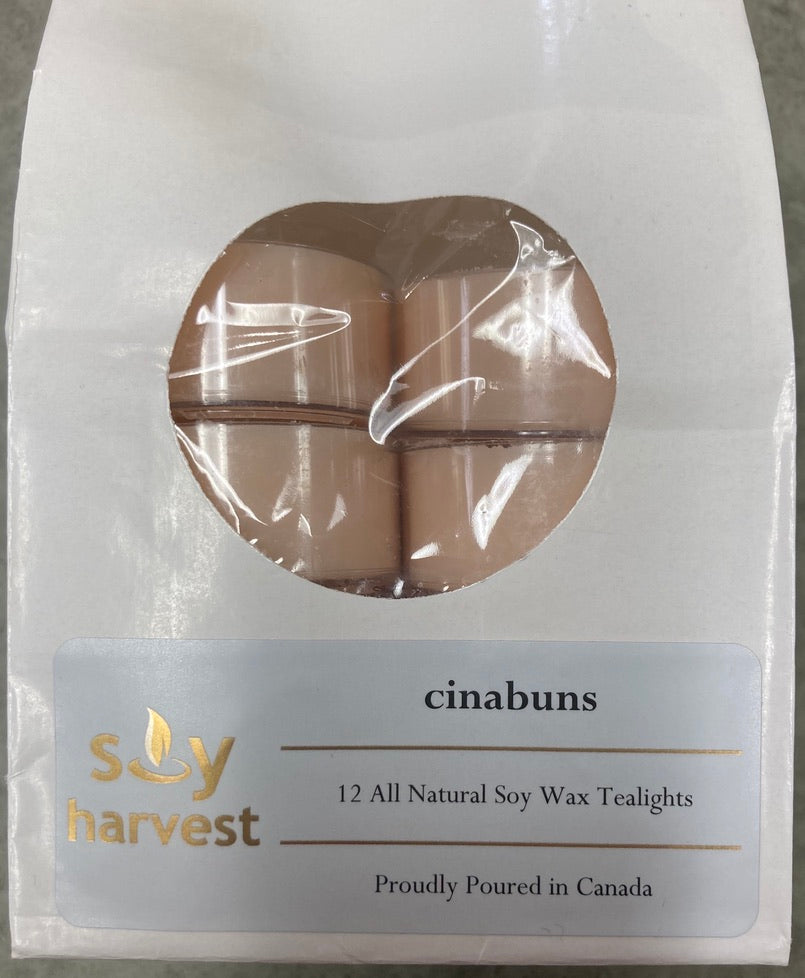 soy
harvest
cinabuns
12 All Natural Soy Wax Tealights
Proudly Poured in Canada